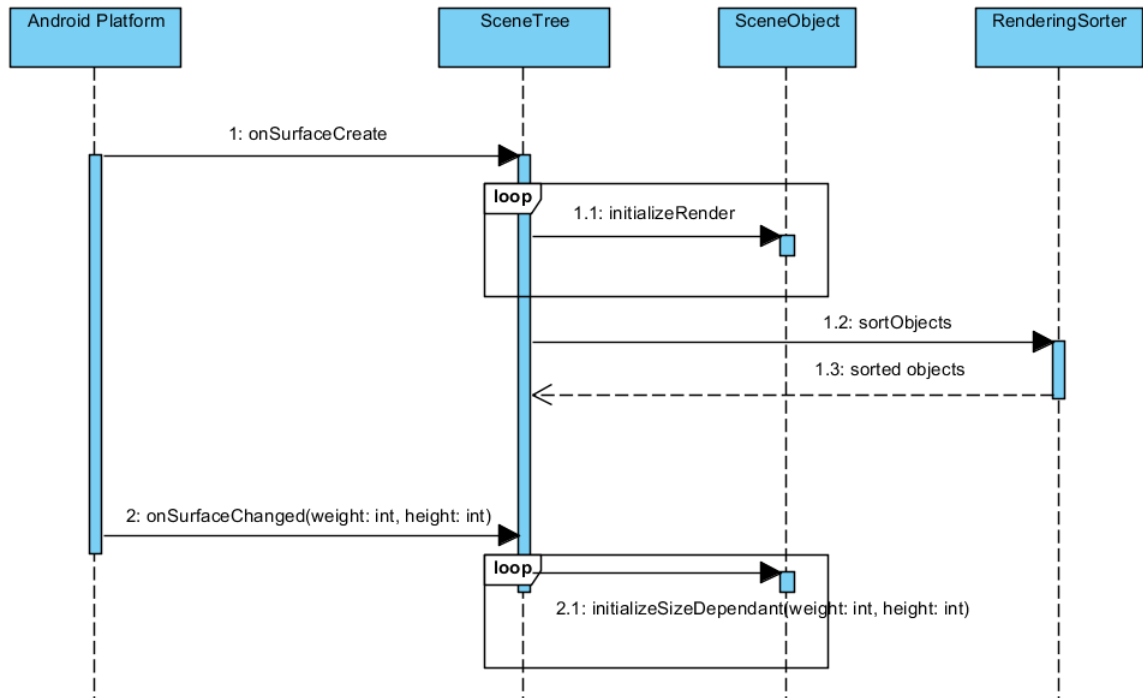 Android Platform
SceneTree
SceneObject
RenderingSorter
1: onSurfaceCreate
loop
1.1: initializeRender
1.2: sortObjects
1.3: sorted objects
2: onSurfaceChanged(weight: int, height: int)
loop
2.1: initializeSizeDependant(weight: int, height: int)